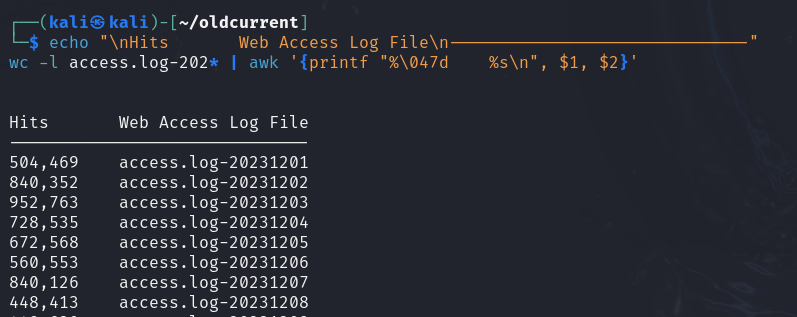 ┌──(kali㉿kali)-[~/oldcurrent]
└─$ echo "\nHits       Web Access Log File\n──────────────────────────────"
wc -l access.log-202* | awk '{printf "%\047d    %s\n", $1, $2}'
Hits       Web Access Log File
──────────────────────────────
504,469    access.log-20231201
840,352    access.log-20231202
952,763    access.log-20231203
728,535    access.log-20231204
672,568    access.log-20231205
560,553    access.log-20231206
840,126    access.log-20231207
448,413    access.log-20231208